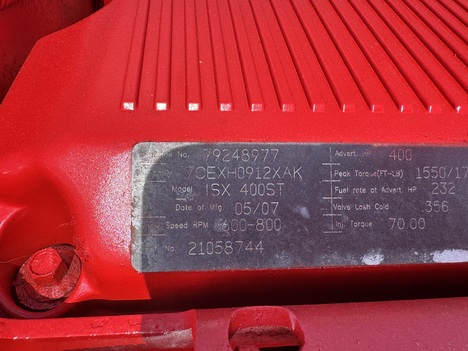 No. 79248977 Advert. HP 400
7CEXH0912XAK Peak Torque(FT-LB) 1550/17
Model ISX 400ST Fuel rate at Advert. HP 232
Date of Mfg 05/07 Valve Lash Cold .356
Speed RPM 600-800 Inj. Torque 70.00
No. 21058744